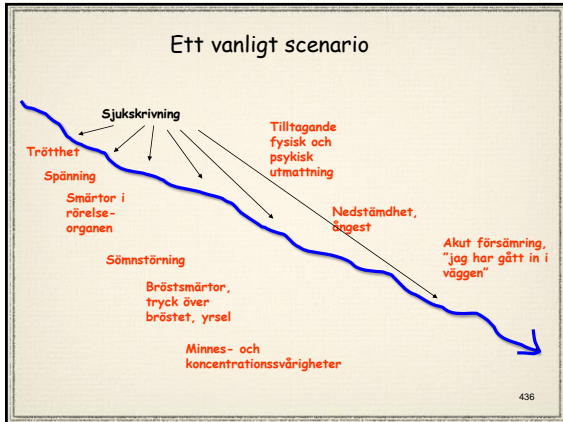 Ett vanligt scenario
Sjukskrivning
Trötthet
Spänning
Smärtor i
rörelse-
organen
Sömnstörning
Bröstsmärtor,
tryck över
bröstet, yrsel
Minnes- och
koncentrationssvårigheter
Tilltagande
fysisk och
psykisk
utmattning
Nedstämdhet,
ångest
Akut försämring,
”jag har gått in i
väggen”
436